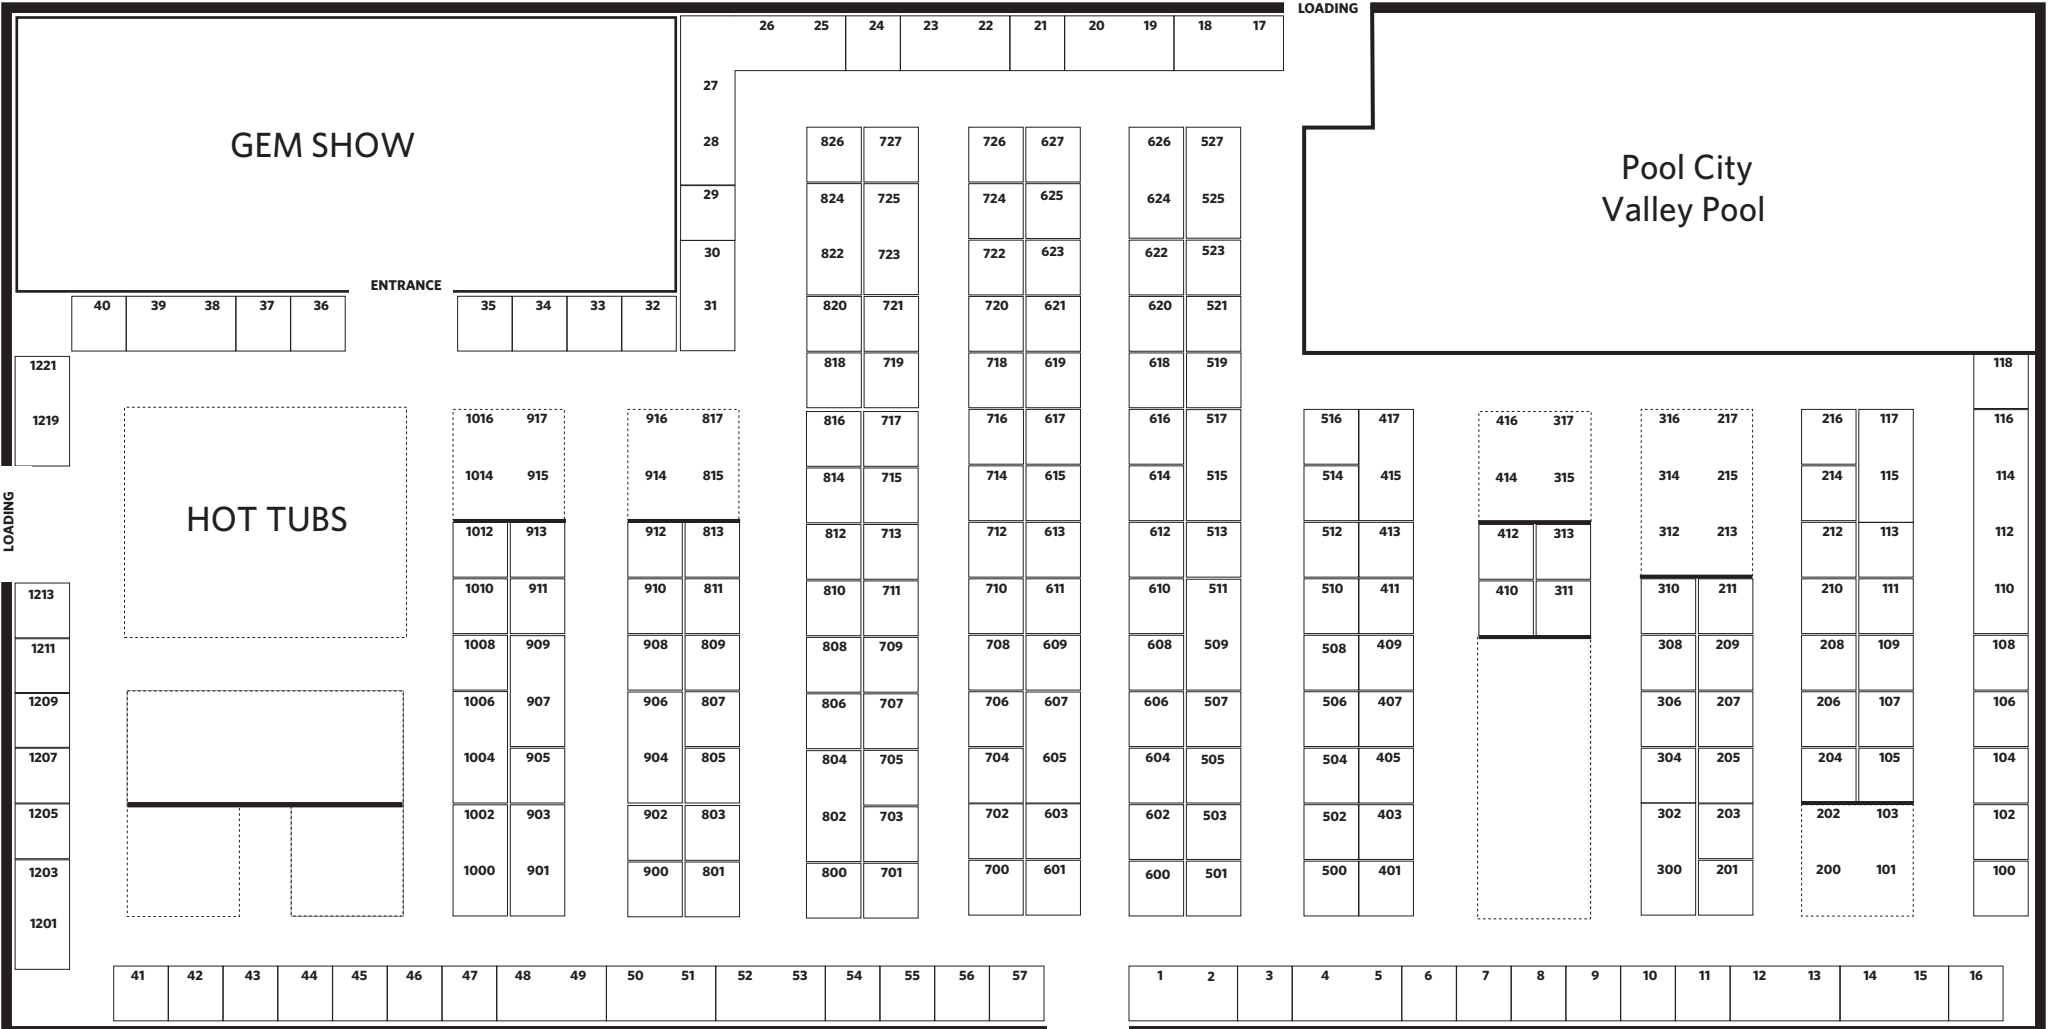 LOADING
26 25 24 23 22 21 20 19 18 17
27
28
29
30
31
GEM SHOW
ENTRANCE
Pool City
Valley Pool
40 39 38 37 36 35 34 33 32
826 727 726 627 626 527
824 725 724 625 624 525
822 723 722 623 622 523
820 721 720 621 620 521
818 719 718 619 618 519 118
1221
1219
LOADING
HOT TUBS
1016 917 916 817 816 717 716 617 616 517 516 417 416 317 316 217 216 117 116
1014 915 914 815 814 715 714 615 614 515 514 415 414 315 314 215 214 115 114
1012 913 912 813 812 713 712 613 612 513 512 413 412 313 312 213 212 113 112
1213 1010 911 910 811 810 711 710 611 610 511 510 411 410 311 310 211 210 111 110
1211 1008 909 908 809 808 709 708 609 608 509 508 409 308 209 208 109 108
1209 1006 907 906 807 806 707 706 607 606 507 506 407 306 207 206 107 106
1207 1004 905 904 805 804 705 704 605 604 505 504 405 304 205 204 105 104
1205 1002 903 902 803 802 703 702 603 602 503 502 403 302 203 202 103 102
1203 1000 901 900 801 800 701 700 601 600 501 500 401 300 201 200 101 100
1201
41 42 43 44 45 46 47 48 49 50 51 52 53 54 55 56 57 1 2 3 4 5 6 7 8 9 10 11 12 13 14 15 16